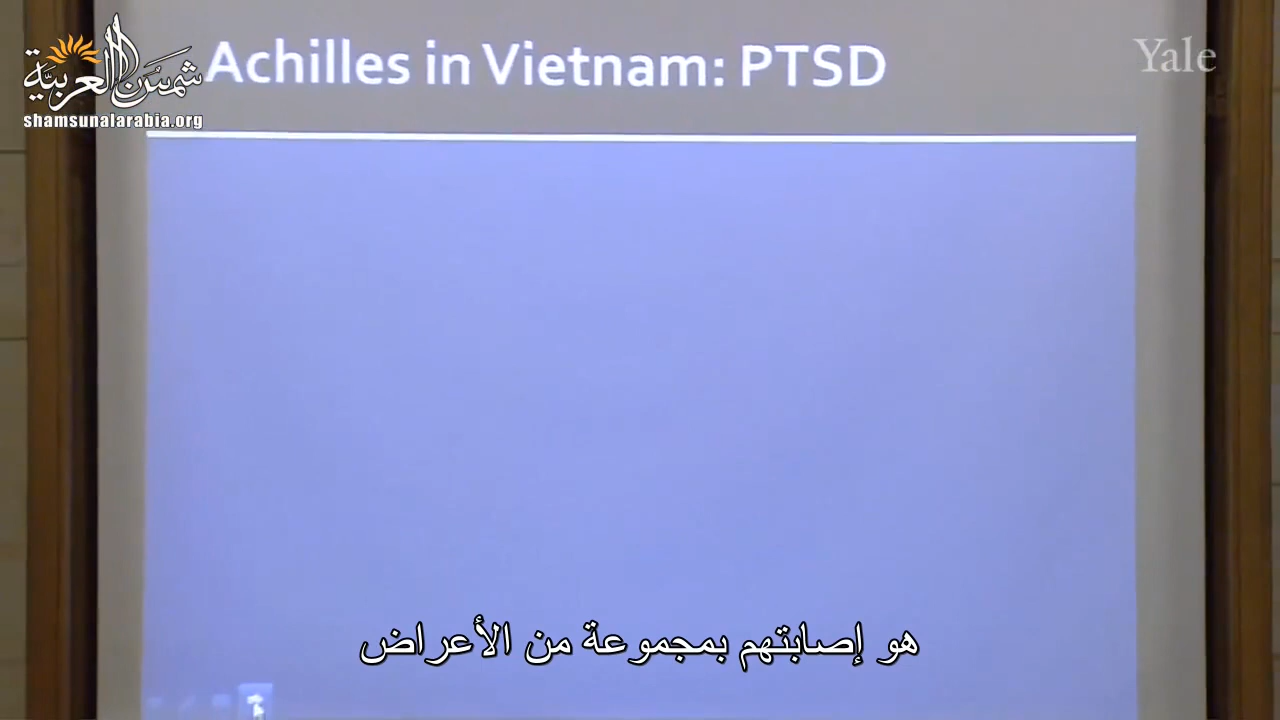 Achilles in Vietnam: PTSD
Yale
شمس العربية
shamsunalarabia.org
هو إصابتهم بمجموعة من الأعراض